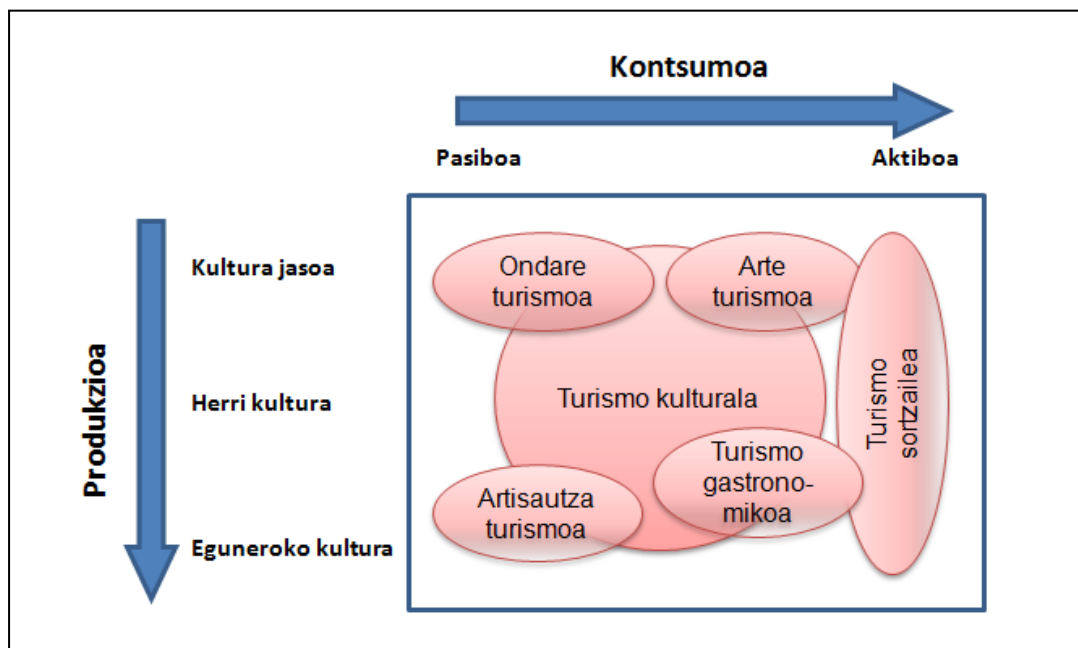 Kontsumoa
Pasiboa
Aktiboa
Produkzioa
Kultura jasoa
Herri kultura
Eguneroko kultura
Ondare
turismoa
Arte
turismoa
Turismo kulturala
Turismo
sortzailea
Artisautza
turismoa
Turismo
gastrono-
mikoa